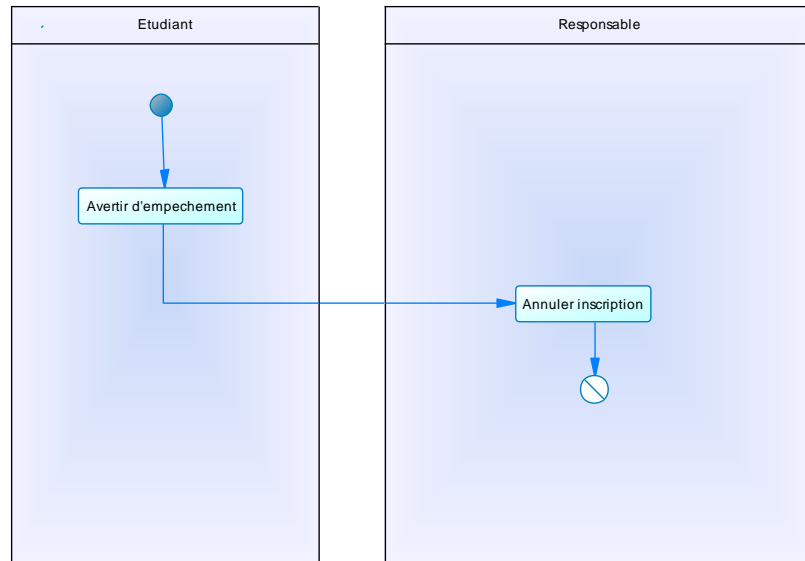 Etudiant
Responsable
Avertir d'empechement
Annuler inscription